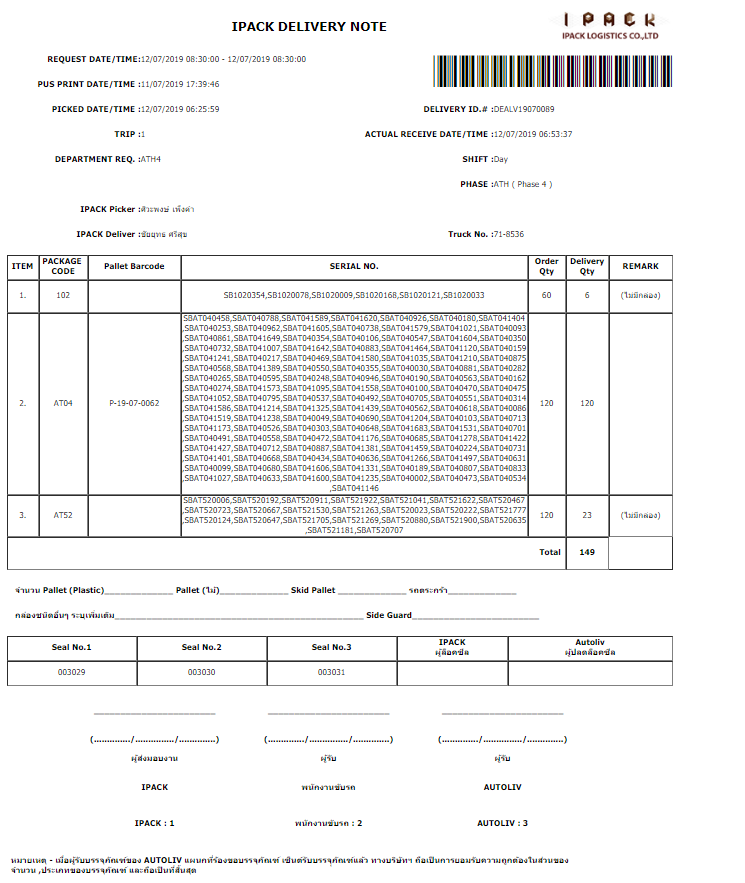 IPACK DELIVERY NOTE
IPACK
IPACK LOGISTICS CO.,LTD
REQUEST DATE/TIME :12/07/2019 08:30:00 - 12/07/2019 08:30:00
PUS PRINT DATE/TIME :11/07/2019 17:39:46
PICKED DATE/TIME :12/07/2019 06:25:59
DELIVERY ID.# :DEALV19070089
TRIP :1
ACTUAL RECEIVE DATE/TIME :12/07/2019 06:53:37
DEPARTMENT REQ. :ATH4
SHIFT :Day
PHASE :ATH ( Phase 4 )
IPACK Picker :ศิวะพงษ์ เพ็งคำ
IPACK Deliver :ชัยยุทธ ศรีสุข
Truck No. :71-8536
ITEM PACKAGE CODE Pallet Barcode SERIAL NO. Order Qty Delivery Qty REMARK
1. 102 SB1020354,SB1020078,SB1020009,SB1020168,SB1020121,SB1020033 60 6 (ไม่มีกล่อง)
SBAT040458,SBAT040788,SBAT041589,SBAT041620,SBAT040926,SBAT040180,SBAT041404
,SBAT040253,SBAT040962,SBAT041605,SBAT040738,SBAT041579,SBAT041021,SBAT040093
,SBAT040861,SBAT041649,SBAT040354,SBAT040106,SBAT040547,SBAT041604,SBAT040350
,SBAT040732,SBAT041007,SBAT041642,SBAT040883,SBAT041464,SBAT041120,SBAT040159
,SBAT041241,SBAT040217,SBAT040469,SBAT041580,SBAT041035,SBAT041210,SBAT040875
,SBAT040568,SBAT041389,SBAT040550,SBAT040355,SBAT040030,SBAT040881,SBAT040282
,SBAT040265,SBAT040595,SBAT040248,SBAT040946,SBAT040190,SBAT040563,SBAT040162
,SBAT040274,SBAT041573,SBAT041095,SBAT041558,SBAT040100,SBAT040470,SBAT040475
2. AT04 P-19-07-0062 ,SBAT041052,SBAT040795,SBAT040537,SBAT040492,SBAT040705,SBAT040551,SBAT040314 120 120
,SBAT041586,SBAT041214,SBAT041325,SBAT041439,SBAT040562,SBAT040618,SBAT040086
,SBAT041519,SBAT041238,SBAT040049,SBAT040690,SBAT041204,SBAT040103,SBAT040713
,SBAT041173,SBAT040526,SBAT040303,SBAT040648,SBAT041683,SBAT041531,SBAT040701
,SBAT040491,SBAT040558,SBAT040472,SBAT041176,SBAT040685,SBAT041278,SBAT041422
,SBAT041427,SBAT040712,SBAT040887,SBAT041381,SBAT041459,SBAT040224,SBAT040731
,SBAT041401,SBAT040668,SBAT040434,SBAT040636,SBAT041266,SBAT041497,SBAT040631
,SBAT040099,SBAT040680,SBAT041606,SBAT041331,SBAT040189,SBAT040807,SBAT040833
,SBAT041027,SBAT040633,SBAT041600,SBAT041235,SBAT040002,SBAT040473,SBAT040534
,SBAT041146
SBAT520006,SBAT520192,SBAT520911,SBAT521922,SBAT521041,SBAT521622,SBAT520467
3. AT52 ,SBAT520723,SBAT520667,SBAT521530,SBAT521263,SBAT520023,SBAT520222,SBAT521777 120 23 (ไม่มีกล่อง)
,SBAT520124,SBAT520647,SBAT521705,SBAT521269,SBAT520880,SBAT521900,SBAT520635
,SBAT521181,SBAT520707
Total 149
จำนวน Pallet (Plastic)_____________ Pallet (ไม้)_____________ Skid Pallet _____________ รถตระกร้า_____________
กล่องชนิดอื่นๆ ระบุเพิ่มเติม_______________________________________________ Side Guard________________________
Seal No.1 Seal No.2 Seal No.3 IPACK ผู้ล็อคซีล Autoliv ผู้ปลดล็อคซีล
003029 003030 003031
(............../.............../..............) (............../.............../..............) (............../.............../..............)
ผู้ส่งมอบงาน ผู้รับ ผู้รับ
IPACK พนักงานขับรถ AUTOLIV
IPACK : 1 พนักงานขับรถ : 2 AUTOLIV : 3
หมายเหตุ - เมื่อผู้รับบรรจุภัณฑ์ของ AUTOLIV แผนกที่ร้องขอบรรจุภัณฑ์ เซ็นต์รับบรรจุภัณฑ์แล้ว ทางบริษัทฯ ถือเป็นการยอมรับความถูกต้องในส่วนของ
จำนวน ,ประเภทของบรรจุภัณฑ์ และถือเป็นที่สิ้นสุด